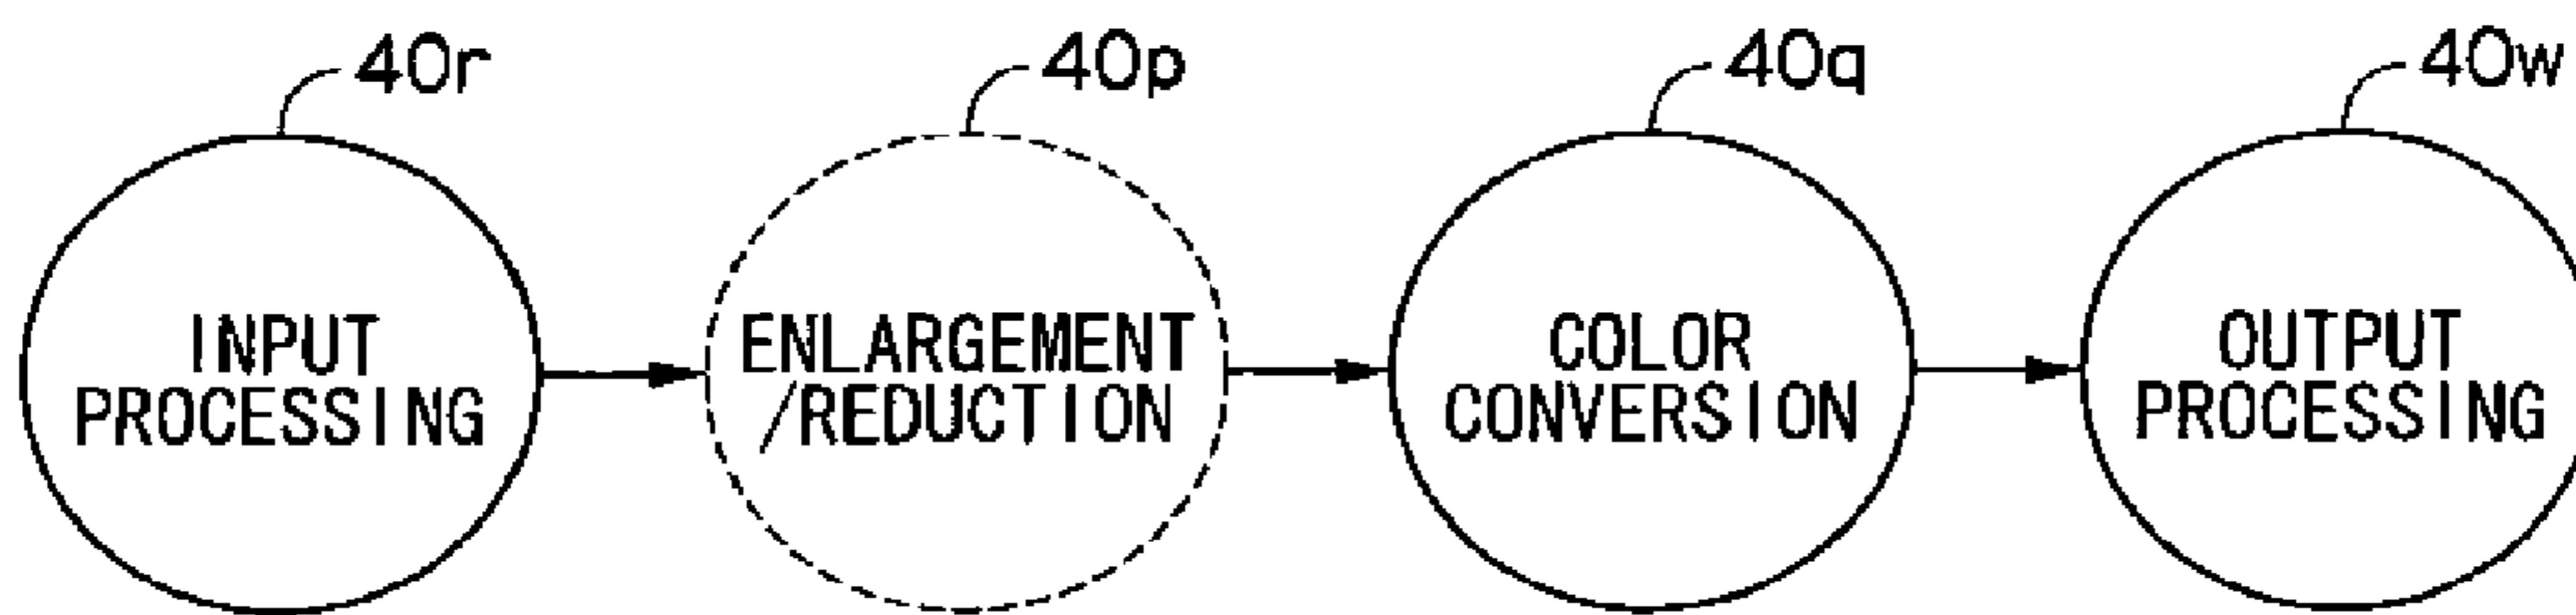 40r
40p
40q
40w
INPUT
PROCESSING
ENLARGEMENT
/REDUCTION
COLOR
CONVERSION
OUTPUT
PROCESSING